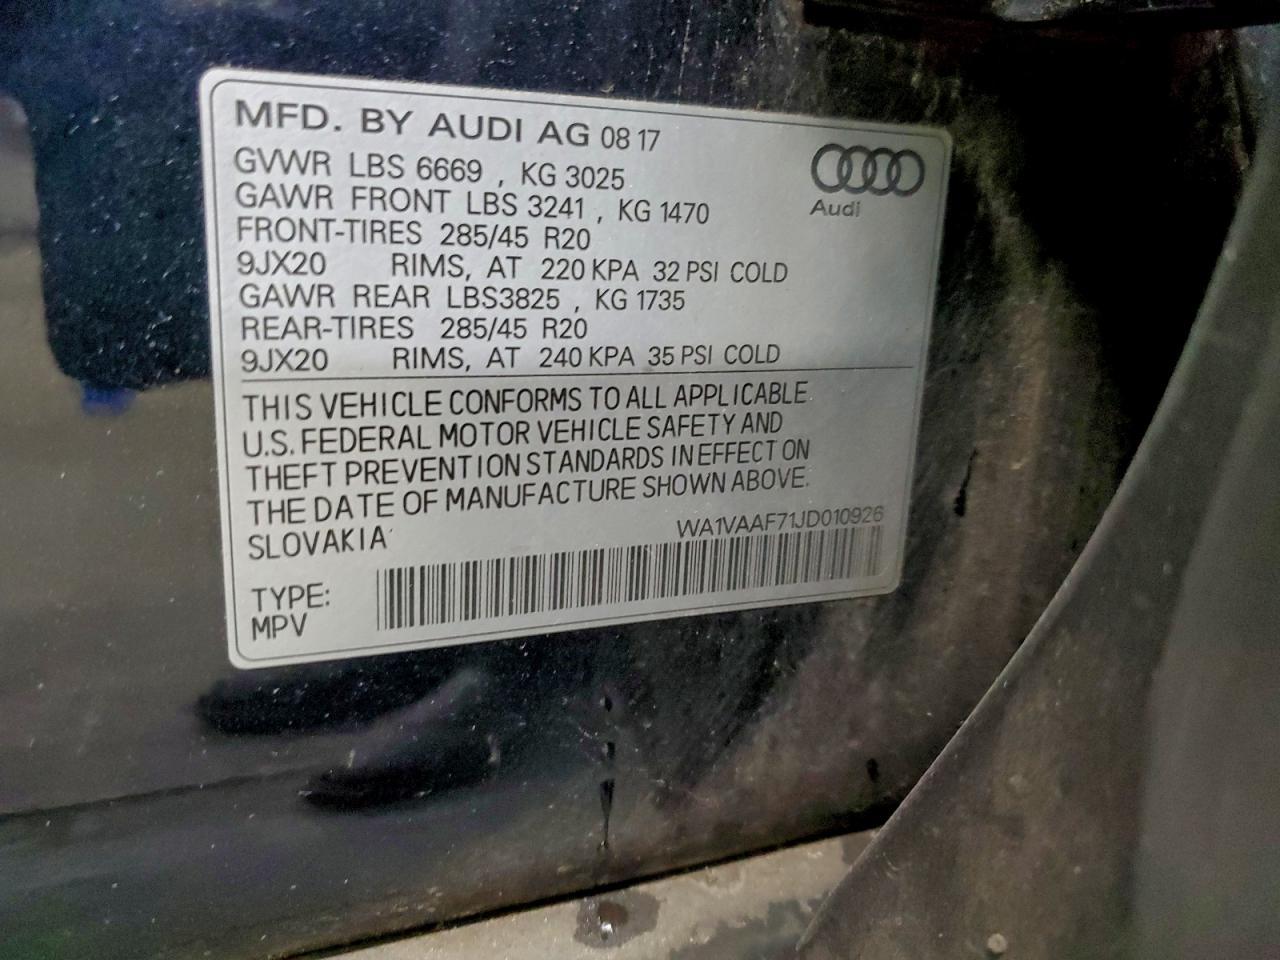 MFD. BY AUDI AG 08 17
GVWR LBS 6669 , KG 3025
GAWR FRONT LBS 3241 , KG 1470
FRONT-TIRES 285/45 R20
9JX20 RIMS, AT 220 KPA 32 PSI COLD
GAWR REAR LBS3825 , KG 1735
REAR-TIRES 285/45 R20
9JX20 RIMS, AT 240 KPA 35 PSI COLD
Audi
THIS VEHICLE CONFORMS TO ALL APPLICABLE
U.S. FEDERAL MOTOR VEHICLE SAFETY AND
THEFT PREVENTION STANDARDS IN EFFECT ON
THE DATE OF MANUFACTURE SHOWN ABOVE.
SLOVAKIA
WA1VAAF71JD010926
TYPE:
MPV